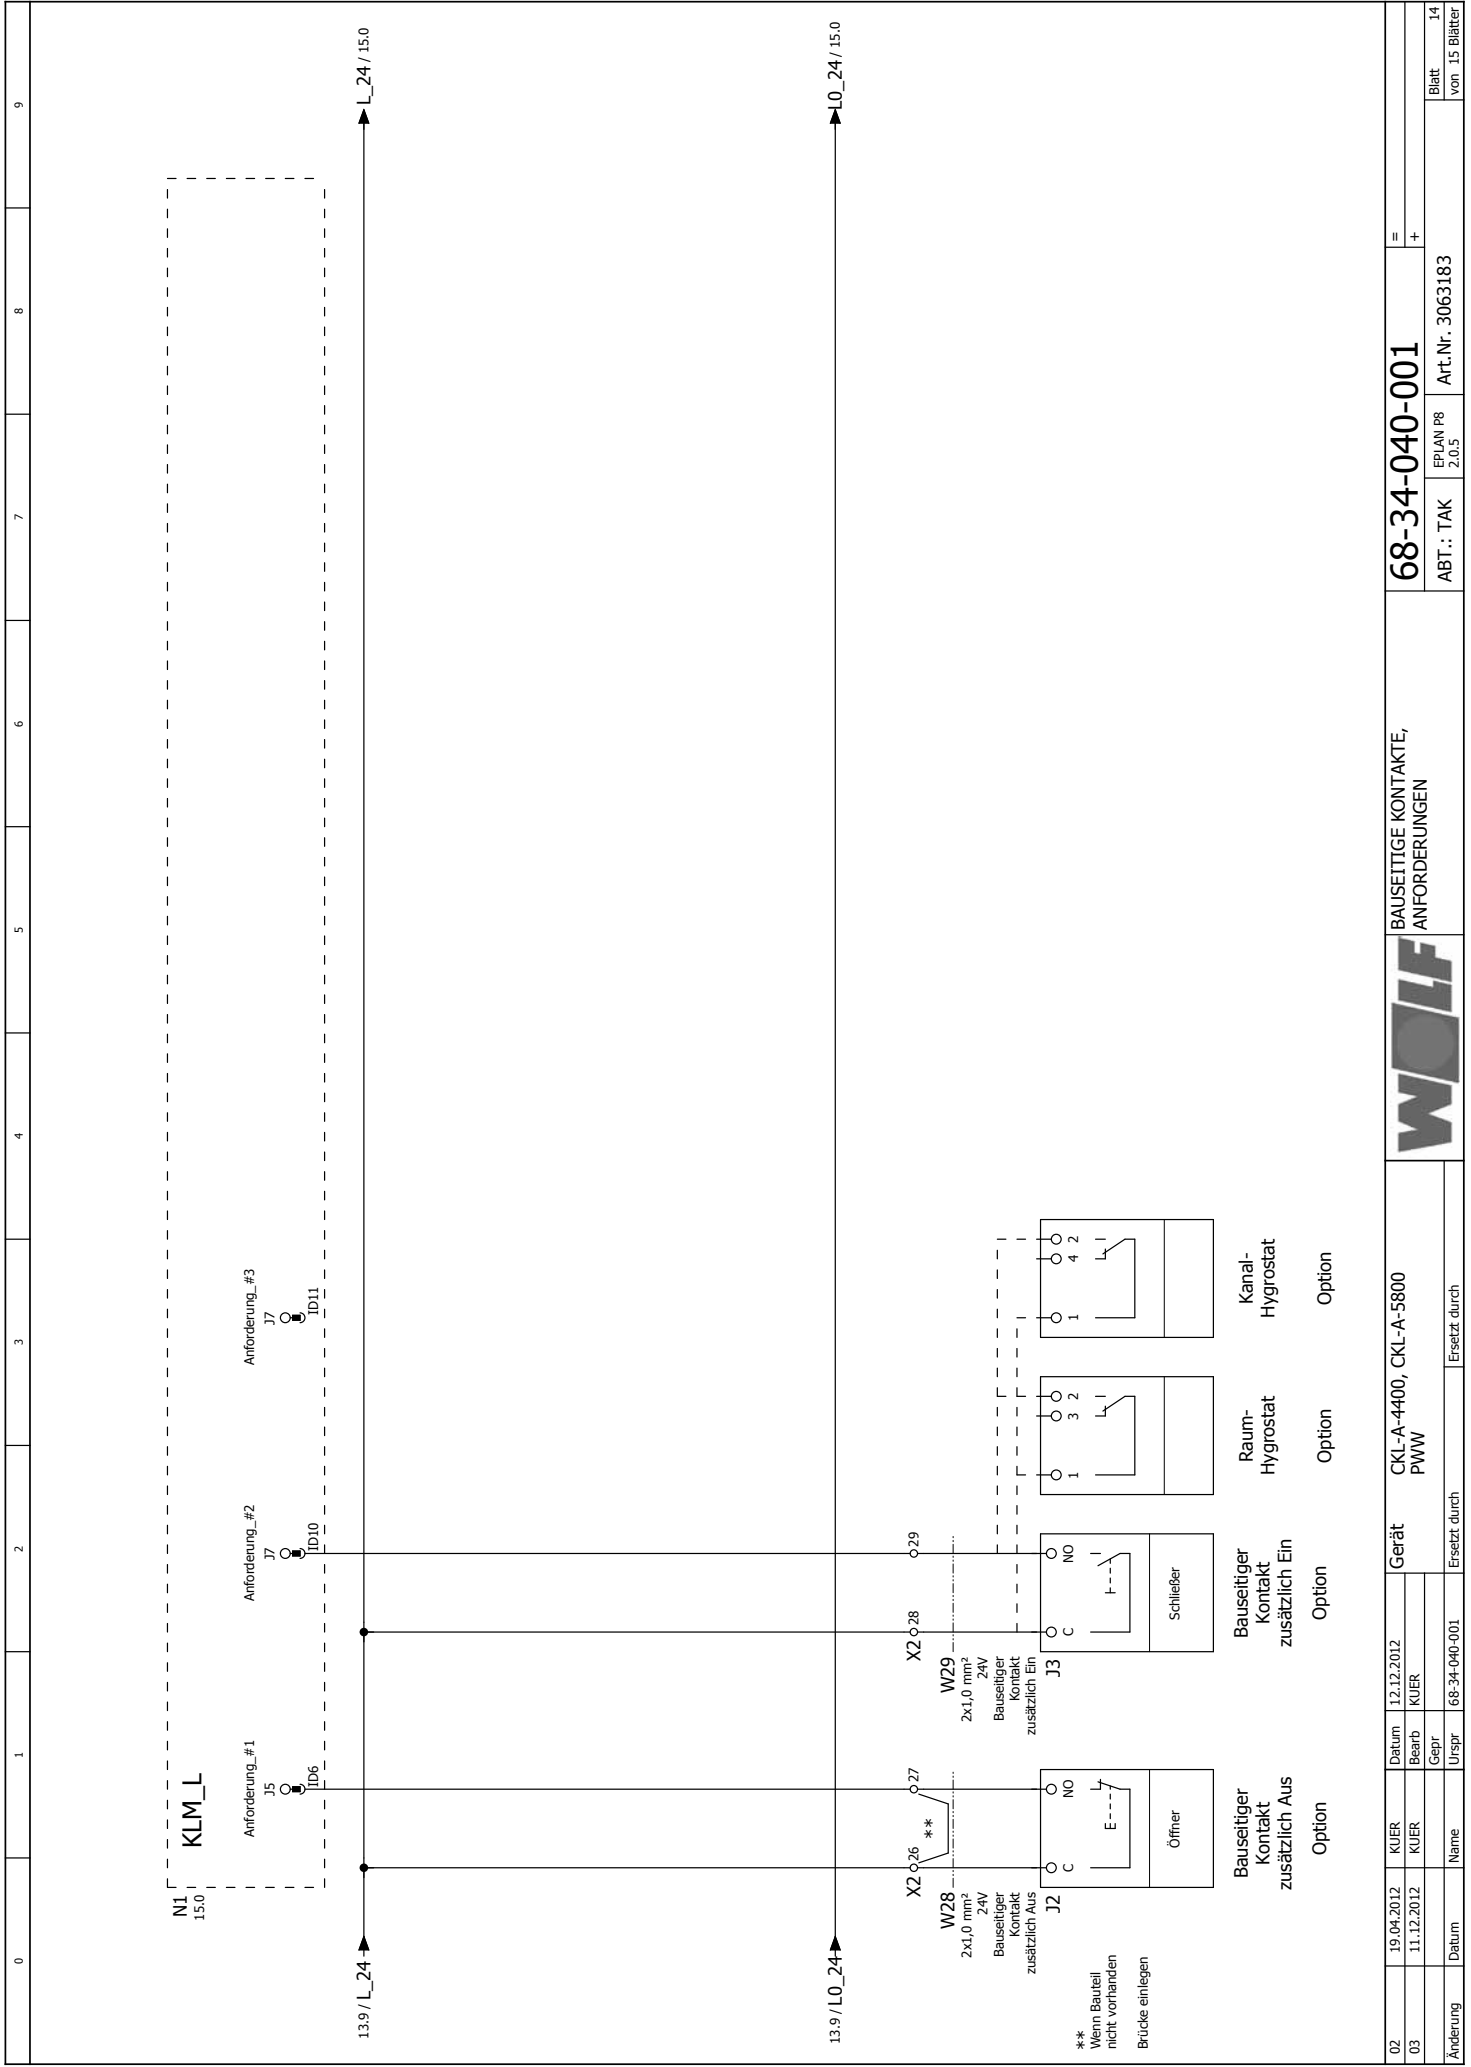 0 1 2 3 4 5 6 7 8 9
N1
15.0
KLM_L
Anforderung_#1
J5
ID6
Anforderung_#2
J7
ID10
Anforderung_#3
J7
ID11
13.9 / L_24
L_24 / 15.0
13.9 / L0_24
L0_24 / 15.0
X2 26 27
**
W28
2x1,0 mm²
24V
Bauseitiger
Kontakt
zusätzlich Aus
X2 28 29
W29
2x1,0 mm²
24V
Bauseitiger
Kontakt
zusätzlich Ein
J2
C NO
Öffner
Bauseitiger
Kontakt
zusätzlich Aus
Option
J3
C NO
Schließer
Bauseitiger
Kontakt
zusätzlich Ein
Option
1 3 2
Raum-
Hygrostat
Option
1 4 2
Kanal-
Hygrostat
Option
**
Wenn Bauteil
nicht vorhanden
Brücke einlegen
02 19.04.2012 KUER Datum 12.12.2012
03 11.12.2012 KUER Bearb KUER
Gepr
Änderung Datum Name Urspr 68-34-040-001 Ersetzt durch Ersetzt durch
Gerät CKL-A-4400, CKL-A-5800
PWW
WOLF
BAUSEITIGE KONTAKTE,
ANFORDERUNGEN
68-34-040-001
=
+
ABT.: TAK
EPLAN P8
2.0.5
Art.Nr. 3063183
Blatt 14
von 15 Blätter